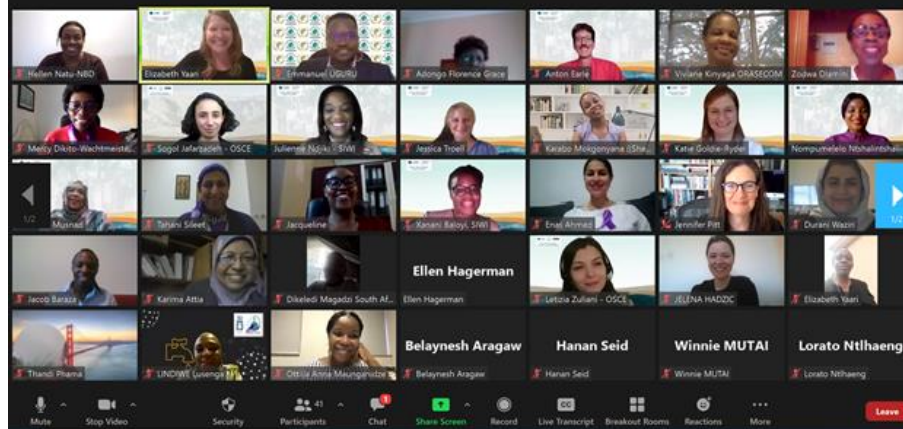 Hellen Natu-NBD
Elizabeth Yaari
Emmanuel UGURU
Adongo Florence Grace
Anton Earle
Viviane Kinyaga ORASECOM
Zodwa Dlamini
Mercy Dikito-Wachtmeist...
Sogol Jafarzadeh - OSCE
Julienne Ndjiki - SIWI
Jessica Troell
Karabo Mokgonyana (She...
Katie Goldie-Ryder
Nompumelelo Ntshalintshali
1/2
Musnad
Tahani Sileet
Jacqueline
Xanani Baloyi, SIWI
Enas Ahmad
Jennifer Pitt
Durani Waziri
1/2
Jacob Baraza
Karima Attia
Dikeledi Magadzi South Af...
Ellen Hagerman
Ellen Hagerman
Letizia Zuliani - OSCE
JELENA HADZIC
Elizabeth Yaari
Thandi Phama
LINDIWE Lusenga
Ottilia Anna Maunganidze
Belaynesh Aragaw
Belaynesh Aragaw
Hanan Seid
Hanan Seid
Winnie MUTAI
Winnie MUTAI
Lorato Ntlhaeng
Lorato Ntlhaeng
Mute
Stop Video
Security
Participants
41
Chat
1
Share Screen
Record
CC
Live Transcript
Breakout Rooms
Reactions
More
Leave